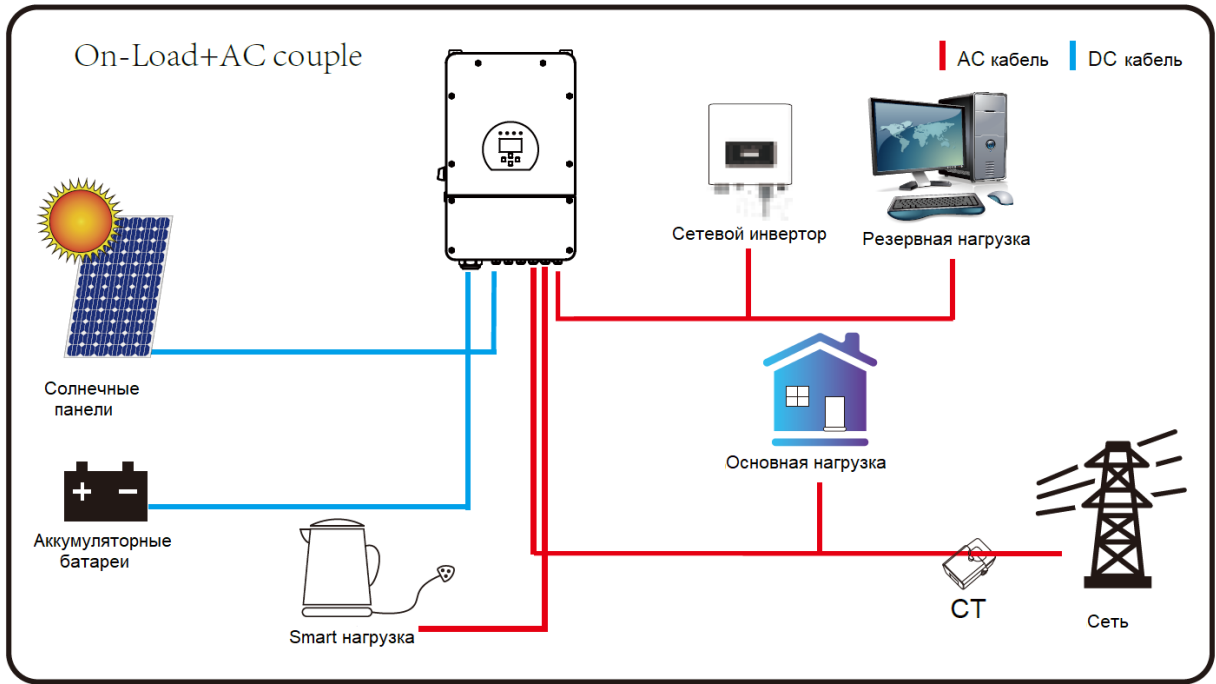 On-Load+AC couple
AC кабель
DC кабель
Сетевой инвертор
Резервная нагрузка
Солнечные
панели
Основная нагрузка
+ −
Аккумуляторные
батареи
Smart нагрузка
CT
Сеть